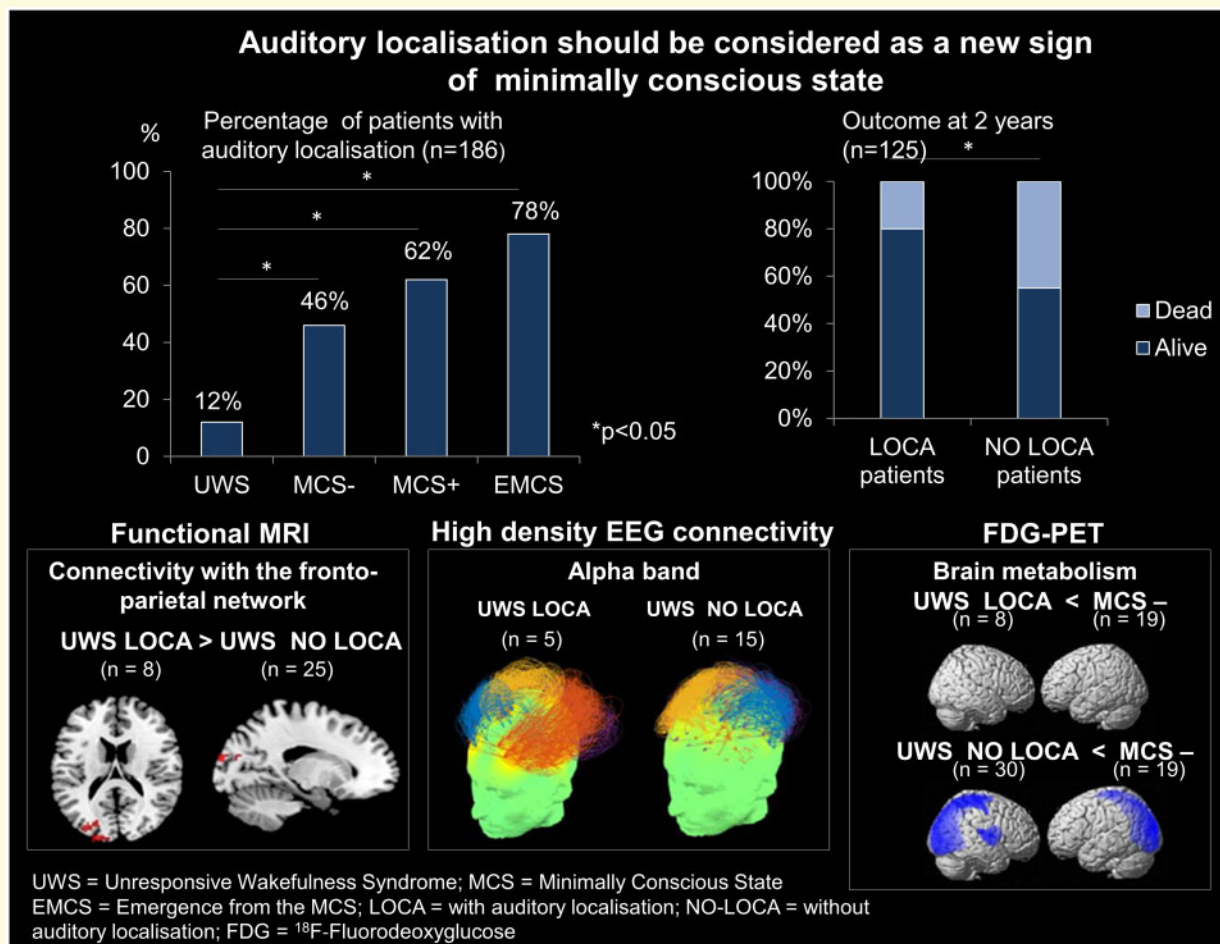 Auditory localisation should be considered as a new sign
of minimally conscious state
%
Percentage of patients with
auditory localisation (n=186)
100
80
60
40
20
0
*
*
*
12%
46%
62%
78%
UWS
MCS-
MCS+
EMCS
*p<0.05
Outcome at 2 years
(n=125)
*
100%
80%
60%
40%
20%
0%
LOCA
patients
NO LOCA
patients
Dead
Alive
Functional MRI
Connectivity with the fronto-
parietal network
UWS LOCA > UWS NO LOCA
(n = 8) (n = 25)
High density EEG connectivity
Alpha band
UWS LOCA UWS NO LOCA
(n = 5) (n = 15)
FDG-PET
Brain metabolism
UWS LOCA < MCS –
(n = 8) (n = 19)
UWS NO LOCA < MCS –
(n = 30) (n = 19)
UWS = Unresponsive Wakefulness Syndrome; MCS = Minimally Conscious State
EMCS = Emergence from the MCS; LOCA = with auditory localisation; NO-LOCA = without
auditory localisation; FDG = ¹⁸F-Fluorodeoxyglucose